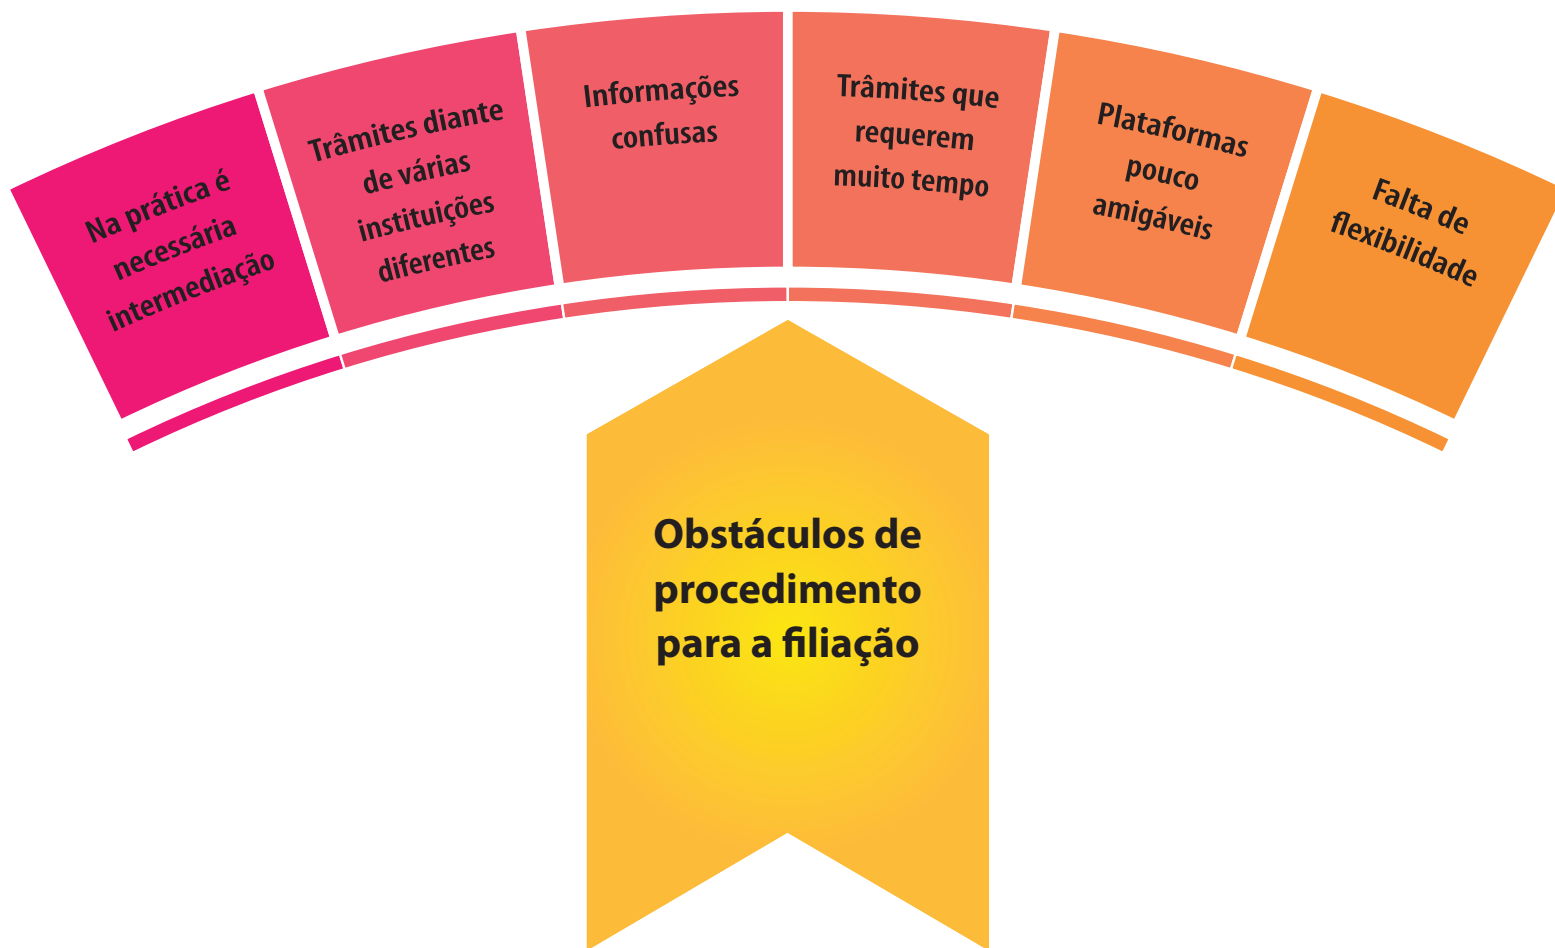 Na prática é
necessária
intermediação
Trâmites diante
de várias
instituições
diferentes
Informações
confusas
Trâmites que
requerem
muito tempo
Plataformas
pouco
amigáveis
Falta de
flexibilidade
Obstáculos de
procedimento
para a filiação